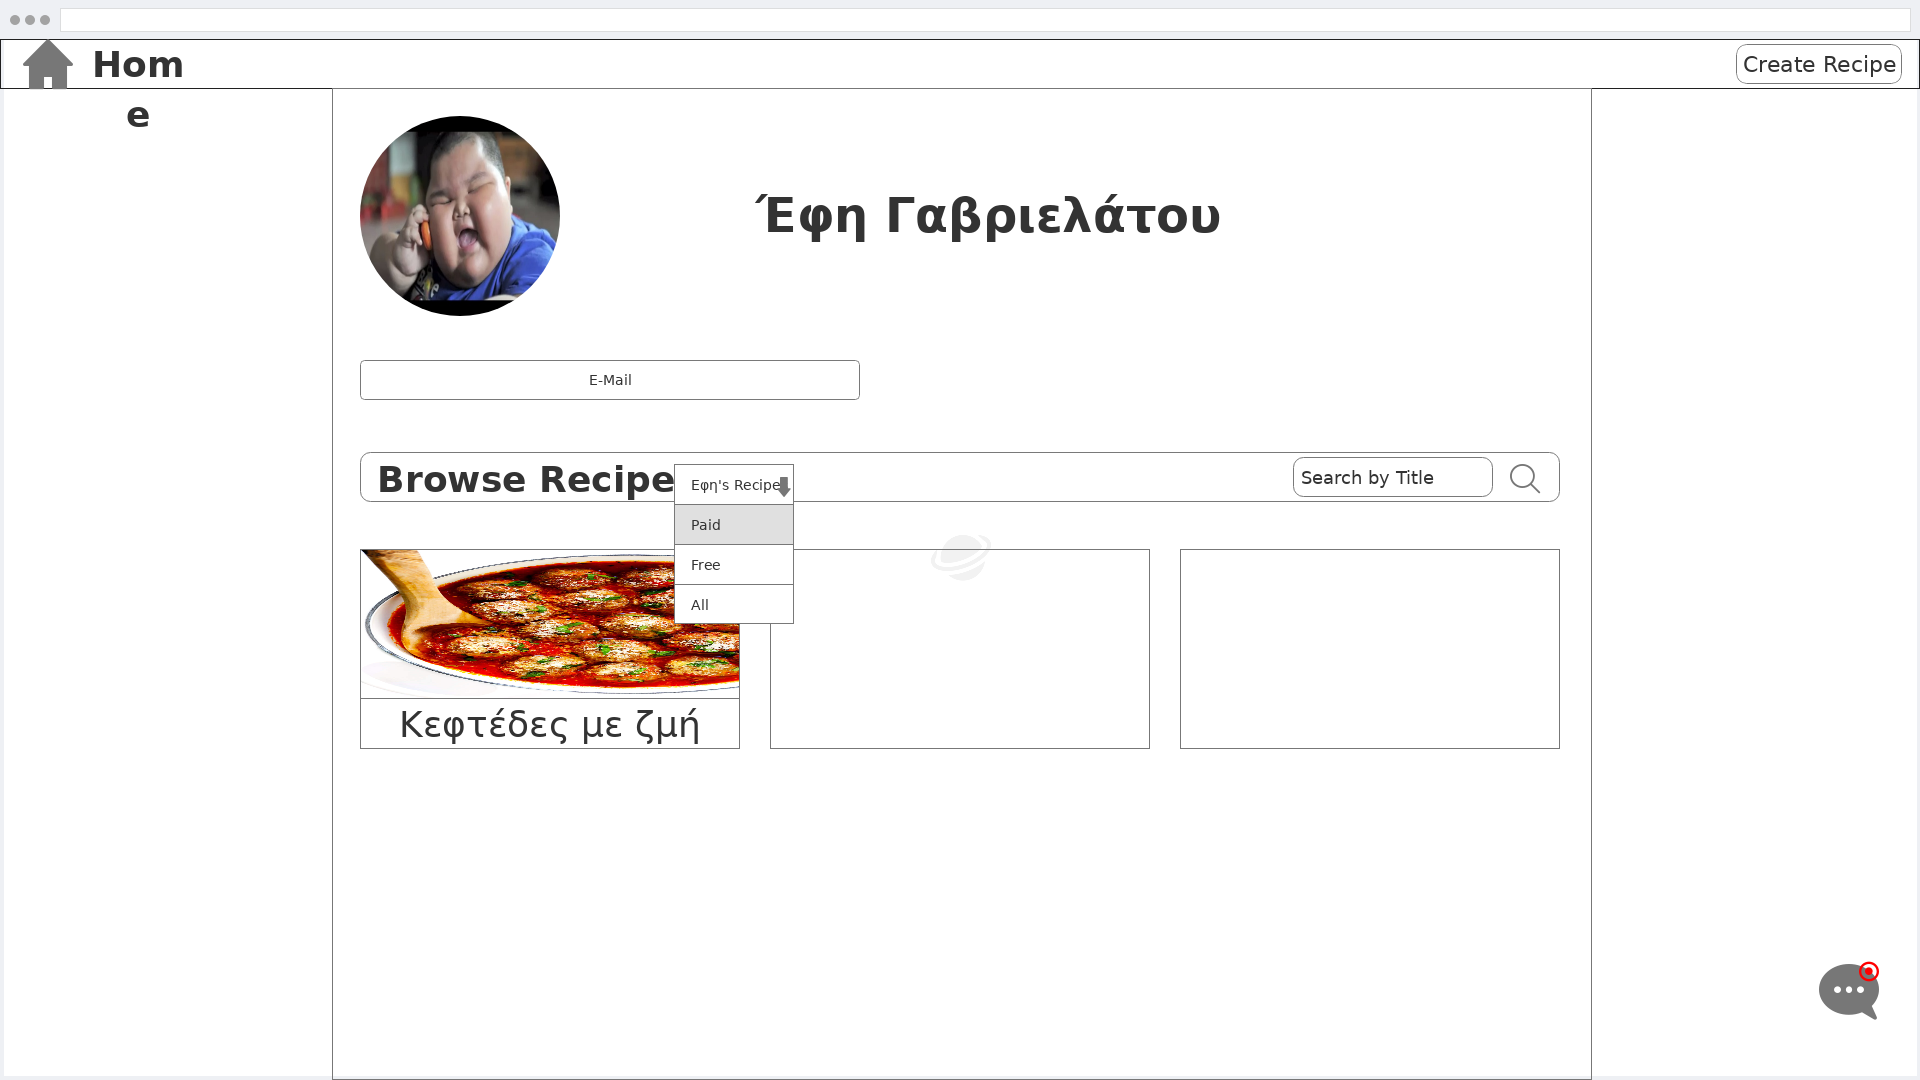 Hom
e
Create Recipe
Έφη Γαβριελάτου
E-Mail
Browse Recipe
Εφη's Recipe
Search by Title
Paid
Free
All
Κεφτέδες με ζμή